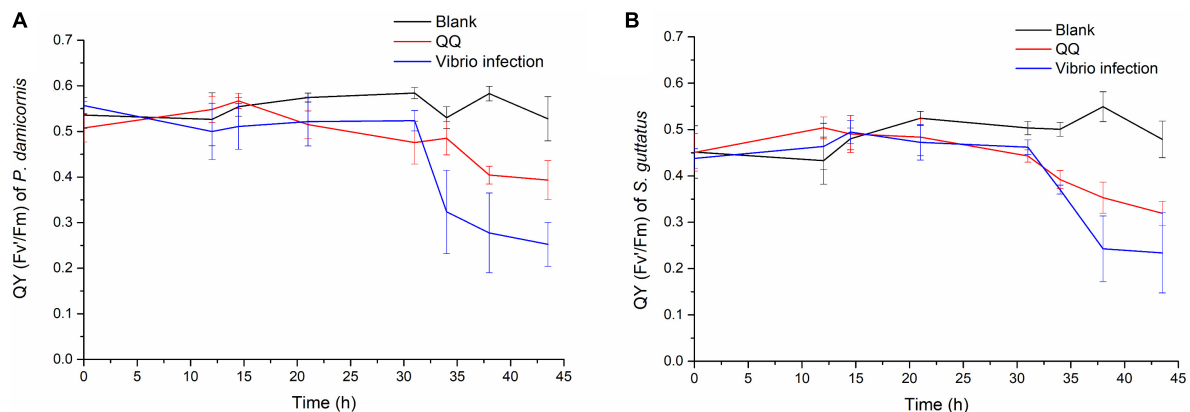 A
Blank
QQ
Vibrio infection
0.7
0.6
0.5
0.4
0.3
0.2
0.1
0.0
QY (Fv'/Fm) of P. damicornis
0 5 10 15 20 25 30 35 40 45
Time (h)
B
Blank
QQ
Vibrio infection
0.7
0.6
0.5
0.4
0.3
0.2
0.1
0.0
QY (Fv'/Fm) of S. guttatus
0 5 10 15 20 25 30 35 40 45
Time (h)